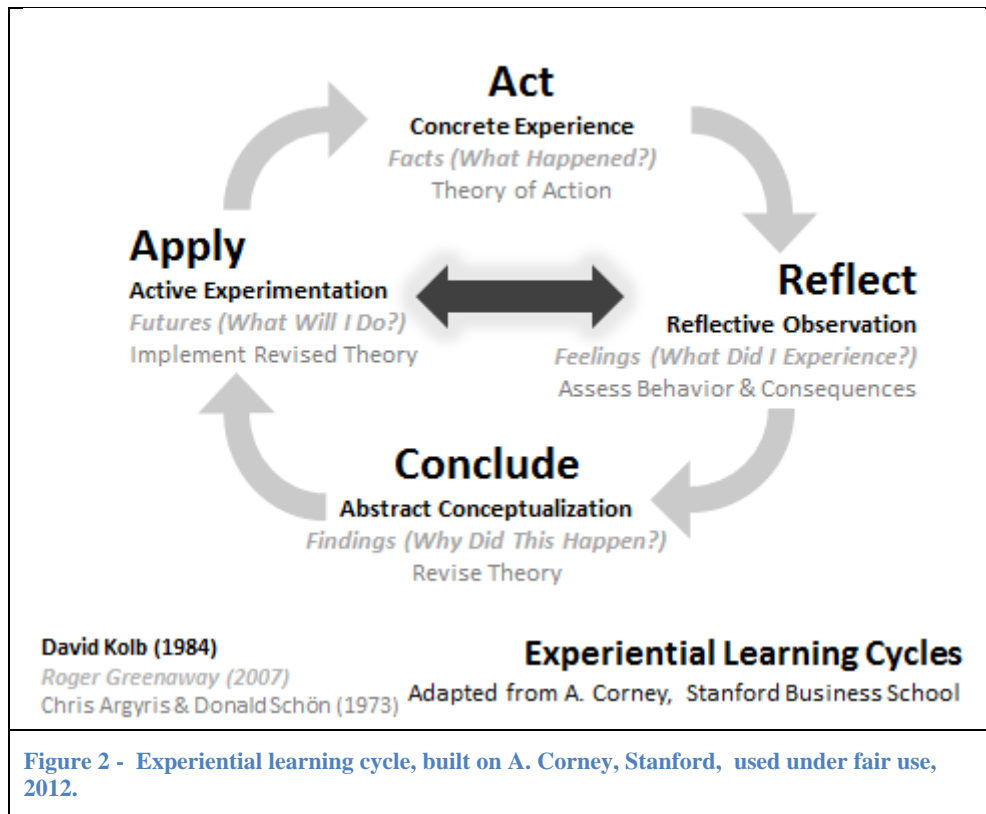 Act
Concrete Experience
Facts (What Happened?)
Theory of Action
Apply
Active Experimentation
Futures (What Will I Do?)
Implement Revised Theory
Reflect
Reflective Observation
Feelings (What Did I Experience?)
Assess Behavior & Consequences
Conclude
Abstract Conceptualization
Findings (Why Did This Happen?)
Revise Theory
David Kolb (1984)
Roger Greenaway (2007)
Chris Argyris & Donald Schön (1973)
Experiential Learning Cycles
Adapted from A. Corney, Stanford Business School
Figure 2 - Experiential learning cycle, built on A. Corney, Stanford, used under fair use,
2012.